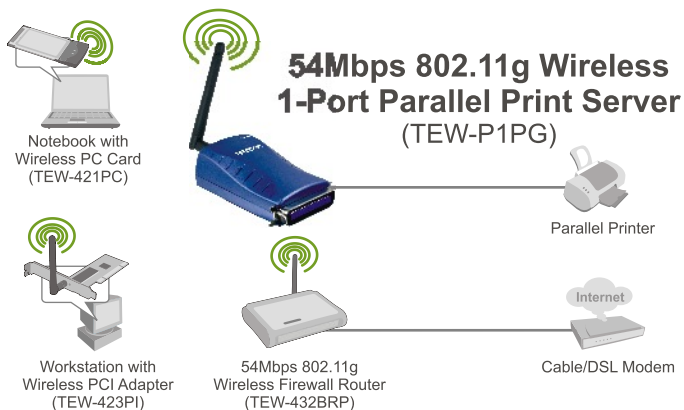 54Mbps 802.11g Wireless
1-Port Parallel Print Server
(TEW-P1PG)
Notebook with
Wireless PC Card
(TEW-421PC)
Parallel Printer
Workstation with
Wireless PCI Adapter
(TEW-423PI)
54Mbps 802.11g
Wireless Firewall Router
(TEW-432BRP)
Internet
Cable/DSL Modem